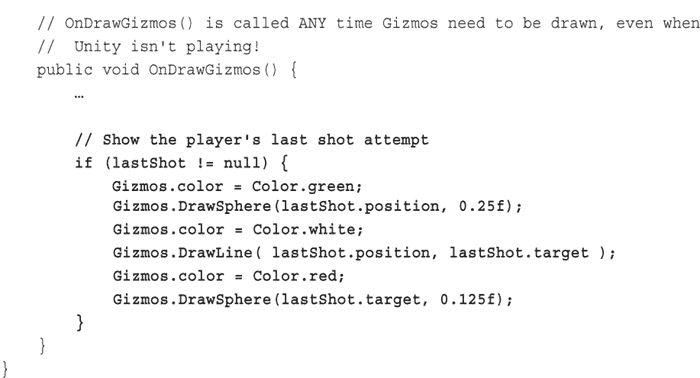 // OnDrawGizmos() is called ANY time Gizmos need to be drawn, even when
//  Unity isn't playing!
public void OnDrawGizmos() {
…
// Show the player's last shot attempt
if (lastShot != null) {
Gizmos.color = Color.green;
Gizmos.DrawSphere(lastShot.position, 0.25f);
Gizmos.color = Color.white;
Gizmos.DrawLine( lastShot.position, lastShot.target );
Gizmos.color = Color.red;
Gizmos.DrawSphere(lastShot.target, 0.125f);
}
}
}